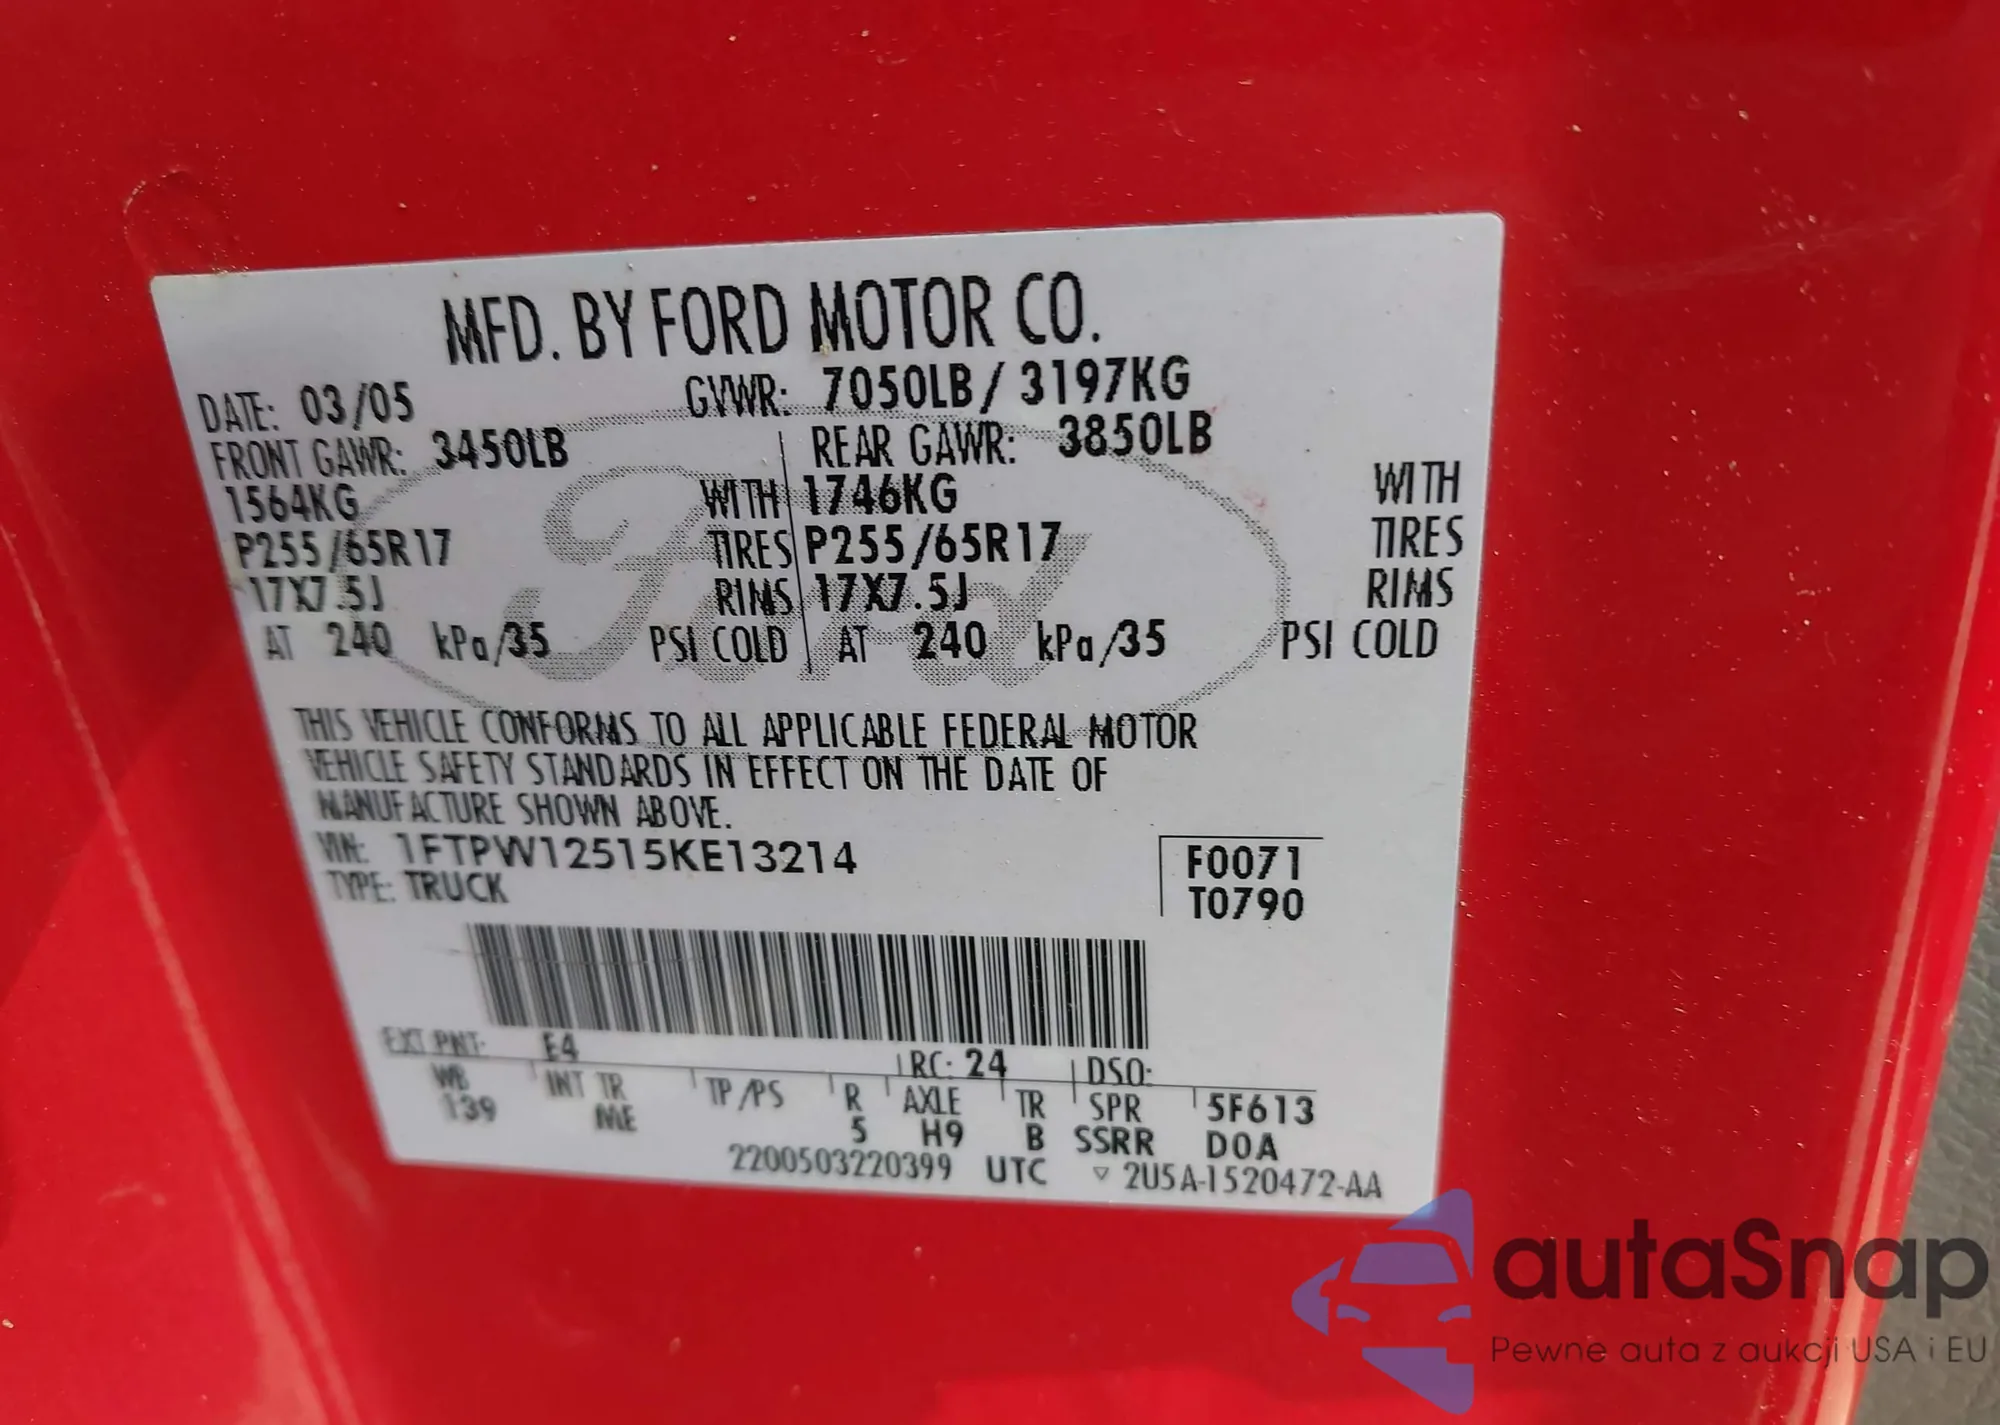 MFD. BY FORD MOTOR CO.
DATE: 03/05 GVWR: 7050LB / 3197KG
FRONT GAWR: 3450LB REAR GAWR: 3850LB
1564KG WITH 1746KG WITH
P255/65R17 TIRES P255/65R17 TIRES
17X7.5J RIMS 17X7.5J RIMS
AT 240 kPa/35 PSI COLD AT 240 kPa/35 PSI COLD
THIS VEHICLE CONFORMS TO ALL APPLICABLE FEDERAL MOTOR
VEHICLE SAFETY STANDARDS IN EFFECT ON THE DATE OF
MANUFACTURE SHOWN ABOVE.
VIN: 1FTPW12515KE13214 F0071
TYPE: TRUCK T0790
EXT PNT: E4 RC: 24 DSO:
WB INT TR TP/PS R AXLE TR SPR 5F613
139 ME 5 H9 B SSRR D0A
2200503220399 UTC ▽ 2U5A-1520472-AA
Ford
autaSnap
Pewne auta z aukcji USA i EU